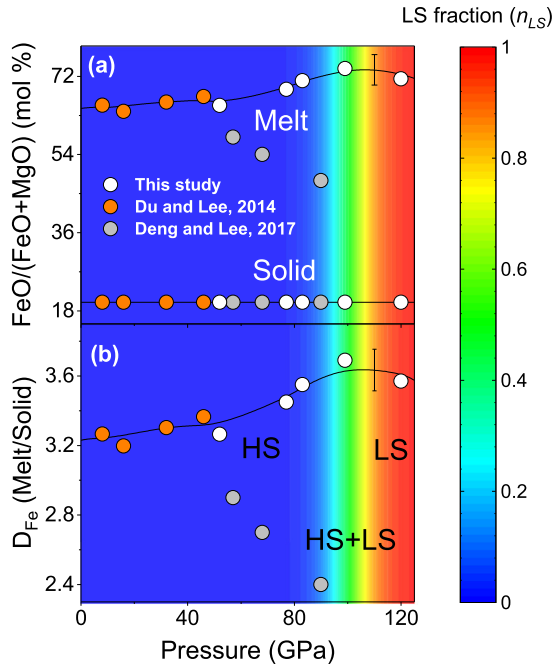 LS fraction (nLS)
(a)
FeO/(FeO+MgO) (mol %)
72
54
36
18
Melt
This study
Du and Lee, 2014
Deng and Lee, 2017
Solid
(b)
DFe (Melt/Solid)
3.6
3.2
2.8
2.4
HS
LS
HS+LS
0
40
80
120
Pressure (GPa)
1
0.8
0.6
0.4
0.2
0